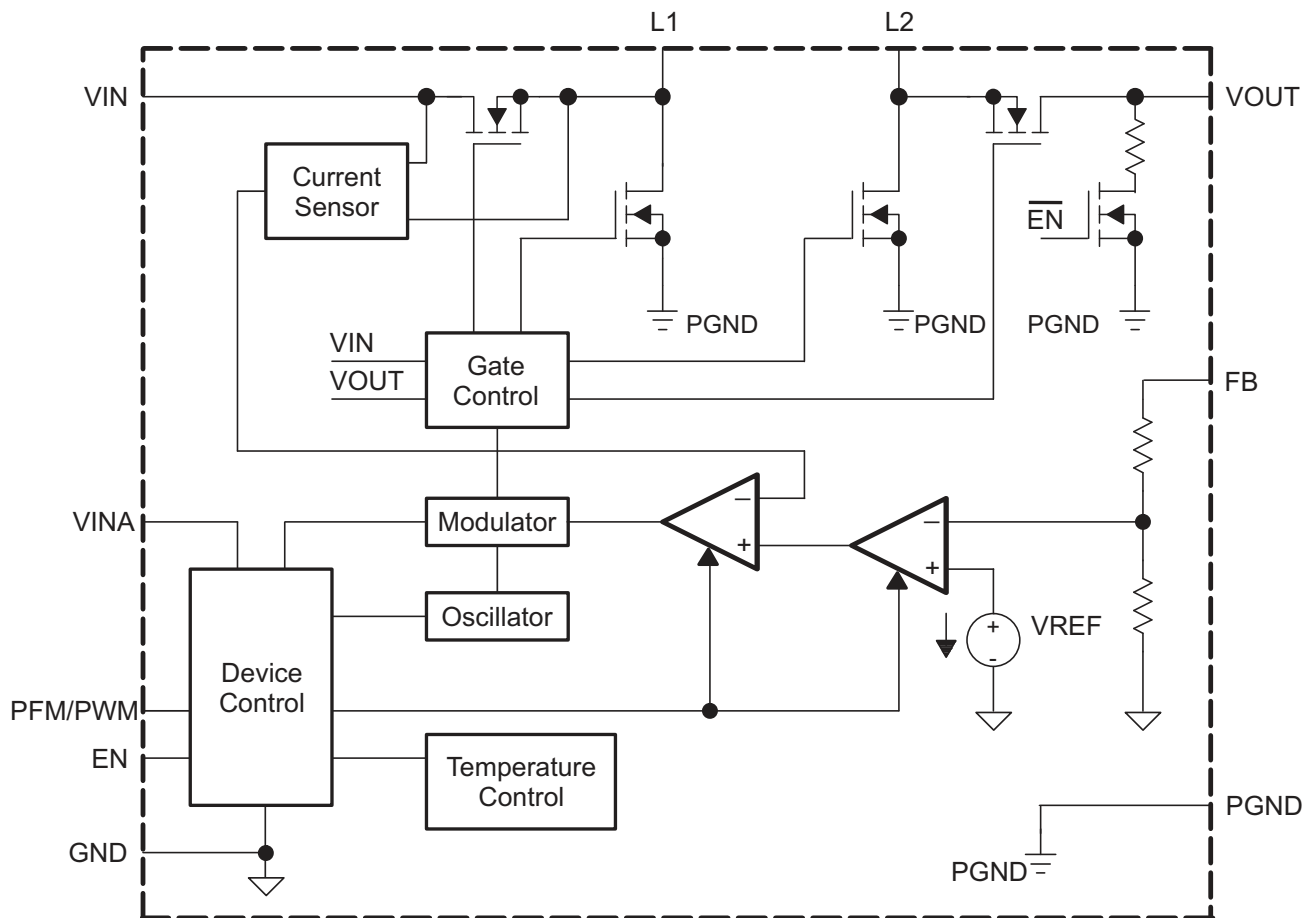 L1
L2
VIN
VOUT
Current
Sensor
E̅N̅
PGND
PGND
PGND
VIN
VOUT
Gate
Control
FB
VINA
Modulator
−
+
−
+
Oscillator
+
-
VREF
Device
Control
PFM/PWM
EN
Temperature
Control
PGND
GND
PGND